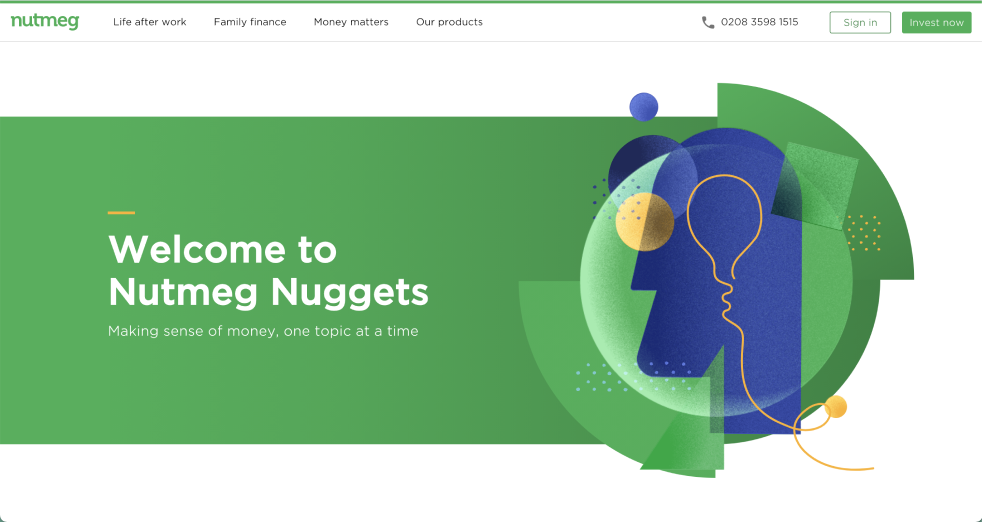 nutmeg
Life after work
Family finance
Money matters
Our products
0208 3598 1515
Sign in
Invest now
Welcome to
Nutmeg Nuggets
Making sense of money, one topic at a time